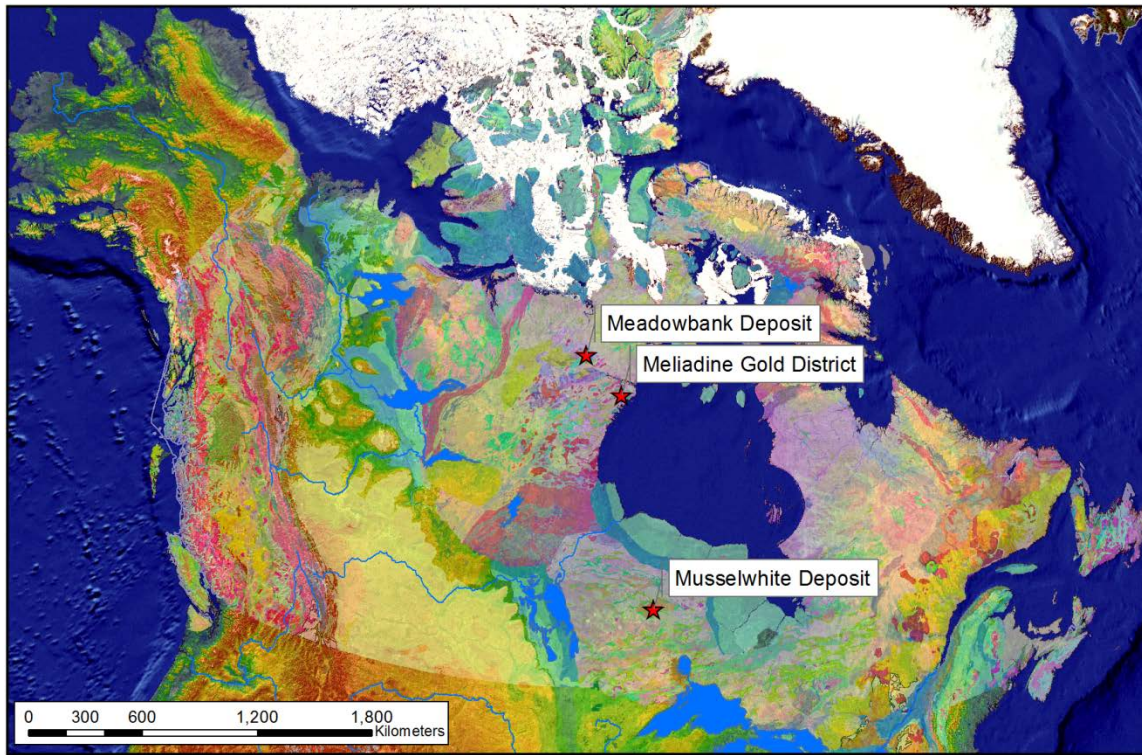 Meadowbank Deposit
Meliadine Gold District
Musselwhite Deposit
0 300 600 1,200 1,800
Kilometers